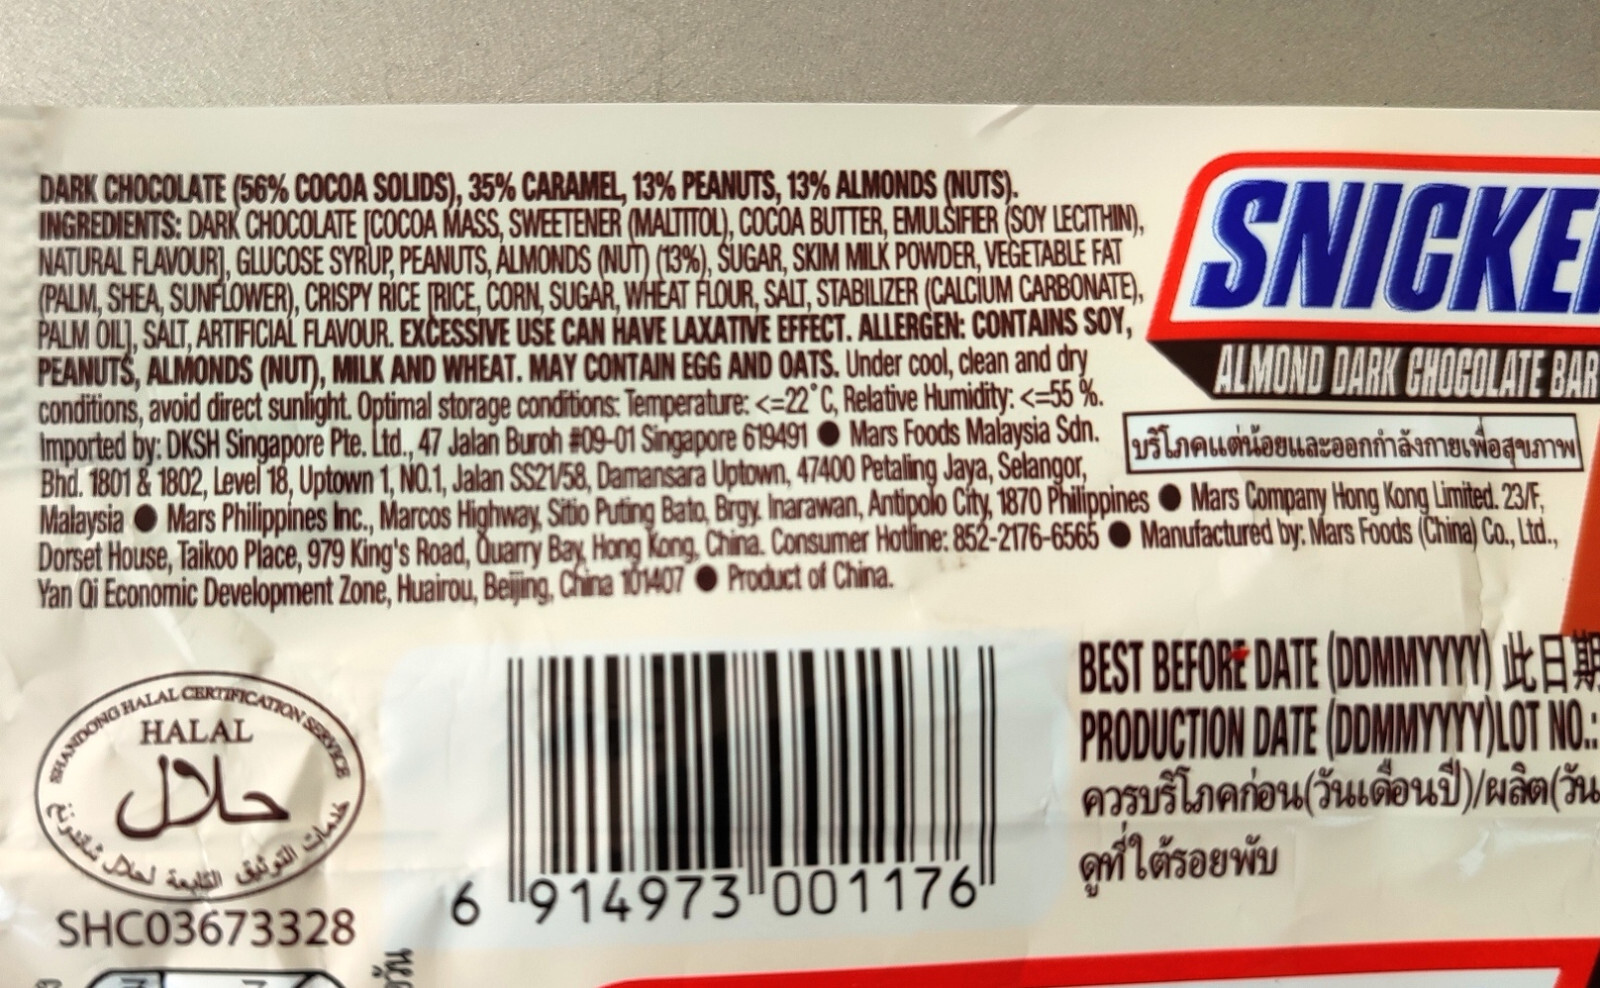 DARK CHOCOLATE (56% COCOA SOLIDS), 35% CARAMEL, 13% PEANUTS, 13% ALMONDS (NUTS).
INGREDIENTS: DARK CHOCOLATE [COCOA MASS, SWEETENER (MALTITOL), COCOA BUTTER, EMULSIFIER (SOY LECITHIN),
NATURAL FLAVOUR], GLUCOSE SYRUP, PEANUTS, ALMONDS (NUT) (13%), SUGAR, SKIM MILK POWDER, VEGETABLE FAT
(PALM, SHEA, SUNFLOWER), CRISPY RICE [RICE, CORN, SUGAR, WHEAT FLOUR, SALT, STABILIZER (CALCIUM CARBONATE),
PALM OIL], SALT, ARTIFICIAL FLAVOUR. EXCESSIVE USE CAN HAVE LAXATIVE EFFECT. ALLERGEN: CONTAINS SOY,
PEANUTS, ALMONDS (NUT), MILK AND WHEAT. MAY CONTAIN EGG AND OATS. Under cool, clean and dry
conditions, avoid direct sunlight. Optimal storage conditions: Temperature: <=22°C, Relative Humidity: <=55 %.
Imported by: DKSH Singapore Pte. Ltd., 47 Jalan Buroh #09-01 Singapore 619491 ● Mars Foods Malaysia Sdn.
Bhd. 1801 & 1802, Level 18, Uptown 1, NO.1, Jalan SS21/58, Damansara Uptown, 47400 Petaling Jaya, Selangor,
Malaysia ● Mars Philippines Inc., Marcos Highway, Sitio Puting Bato, Brgy. Inarawan, Antipolo City, 1870 Philippines ● Mars Company Hong Kong Limited. 23/F,
Dorset House, Taikoo Place, 979 King's Road, Quarry Bay, Hong Kong, China. Consumer Hotline: 852-2176-6565 ● Manufactured by: Mars Foods (China) Co., Ltd.,
Yan Qi Economic Development Zone, Huairou, Beijing, China 101407 ● Product of China.
SNICKE
ALMOND DARK CHOCOLATE BAR
บริโภคแต่น้อยและออกกำลังกายเพื่อสุขภาพ
SHANDONG HALAL CERTIFICATION SERVICE
HALAL
حلال
خدمات التوثيق التابعة لحلال شاندونغ
SHC03673328
6 914973 001176
BEST BEFORE DATE (DDMMYYYY) 此日期
PRODUCTION DATE (DDMMYYYY)LOT NO.:
ควรบริโภคก่อน(วันเดือนปี)/ผลิต(วัน
ดูที่ใต้รอยพับ